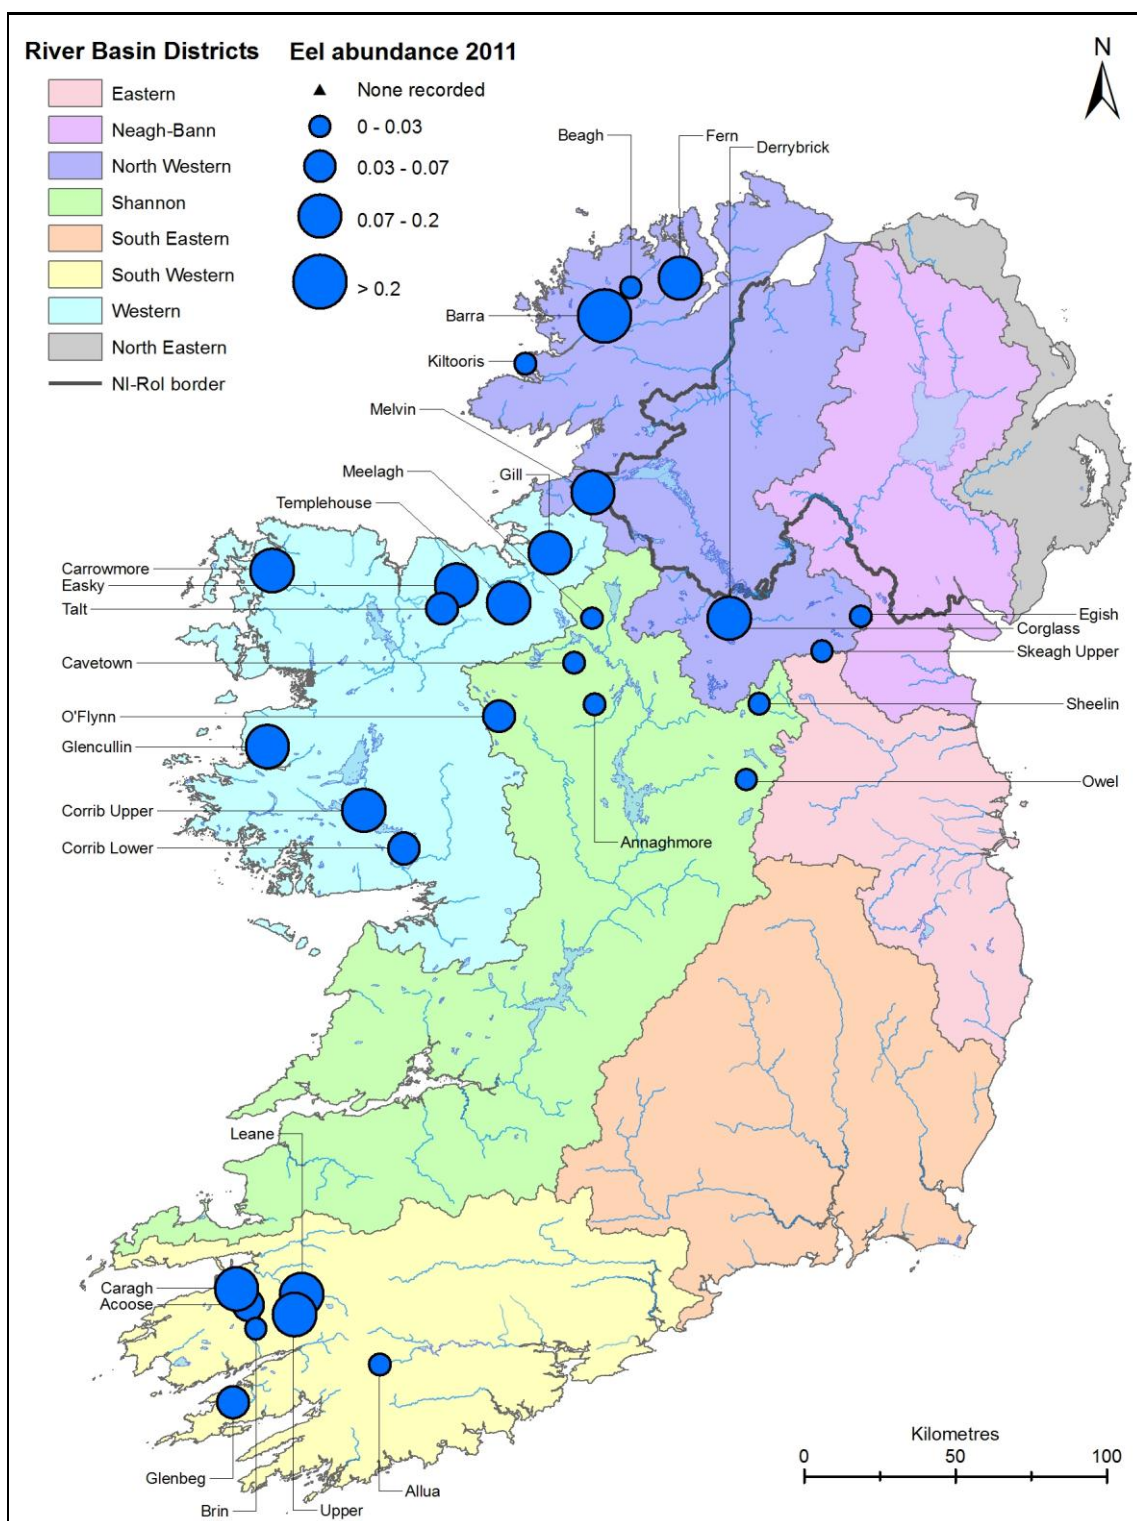 River Basin Districts
Eastern
Neagh-Bann
North Western
Shannon
South Eastern
South Western
Western
North Eastern
NI-RoI border
Eel abundance 2011
None recorded
0 - 0.03
0.03 - 0.07
0.07 - 0.2
> 0.2
N
Beagh
Fern
Derrybrick
Barra
Kiltooris
Melvin
Meelagh
Gill
Templehouse
Carrowmore
Easky
Talt
Egish
Corglass
Skeagh Upper
Cavetown
Sheelin
O'Flynn
Glencullin
Owel
Corrib Upper
Annaghmore
Corrib Lower
Leane
Caragh
Acoose
Glenbeg
Brin
Upper
Allua
Kilometres
0 50 100